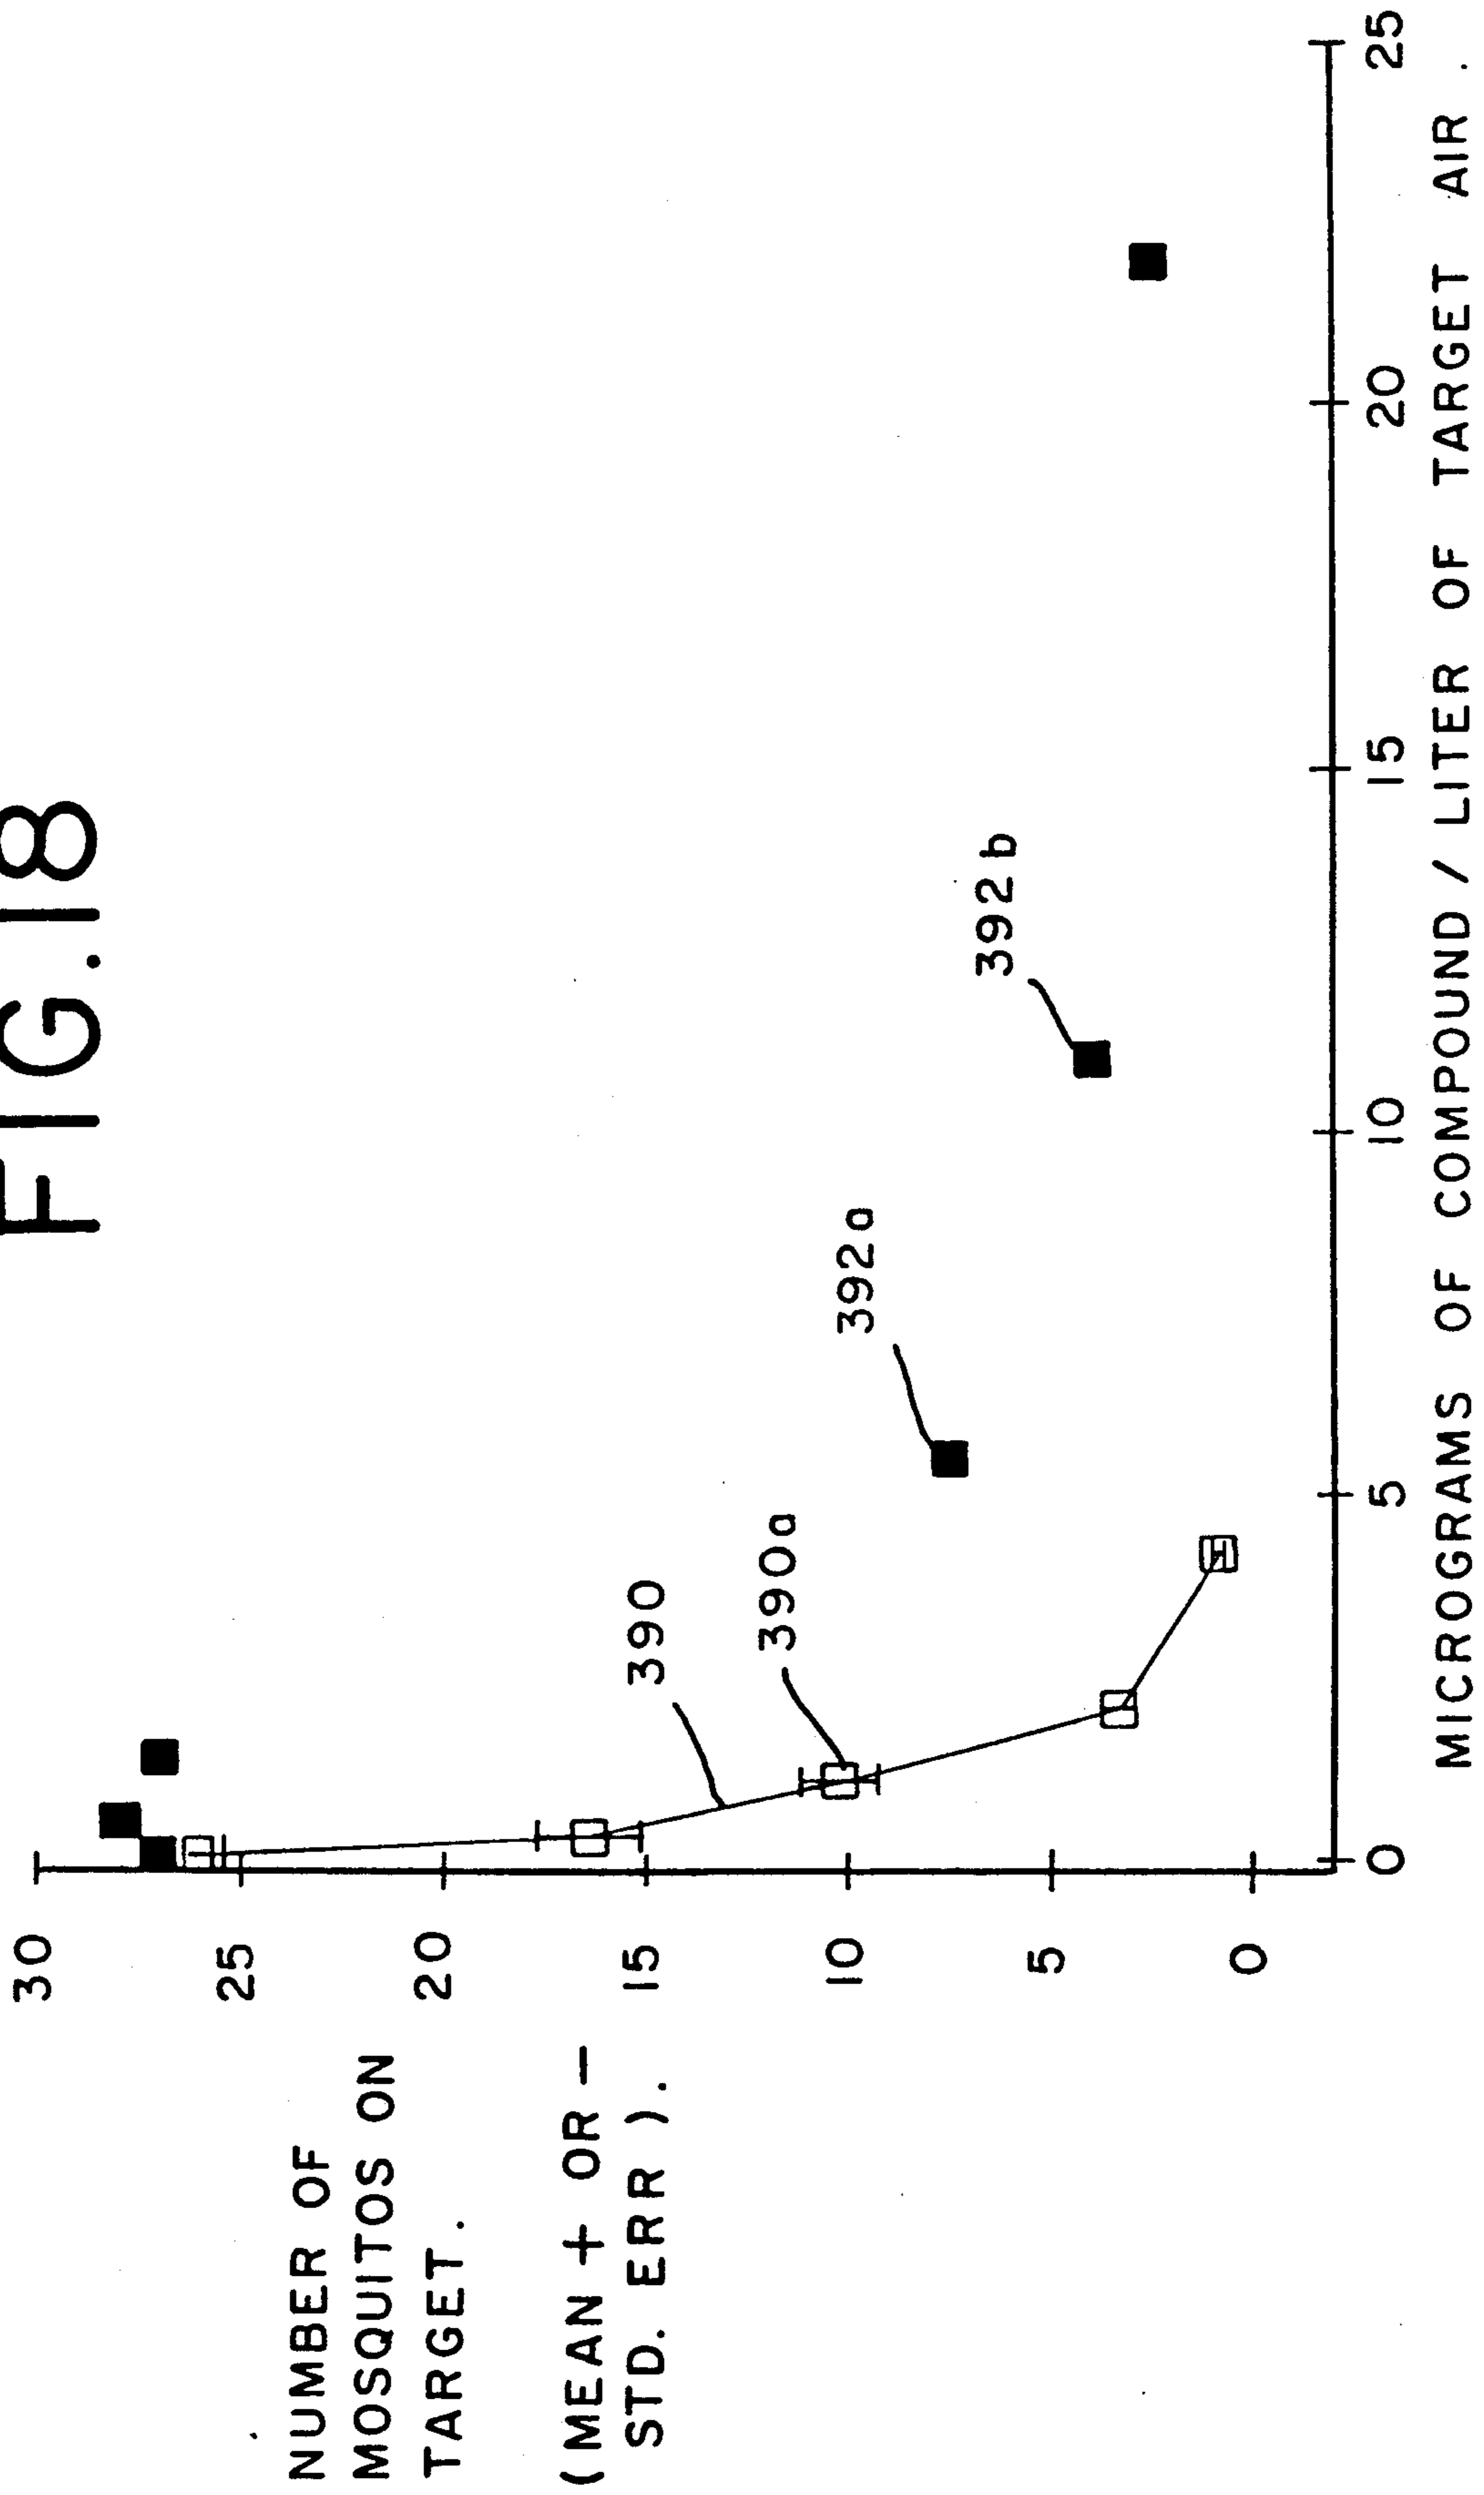 FIG.18
30
25
20
15
10
5
0
NUMBER OF
MOSQUITOS ON
TARGET.
(MEAN + OR —
STD. ERR ).
390
390a
392a
392b
0
5
10
15
20
25
MICROGRAMS OF COMPOUND / LITER OF TARGET AIR .